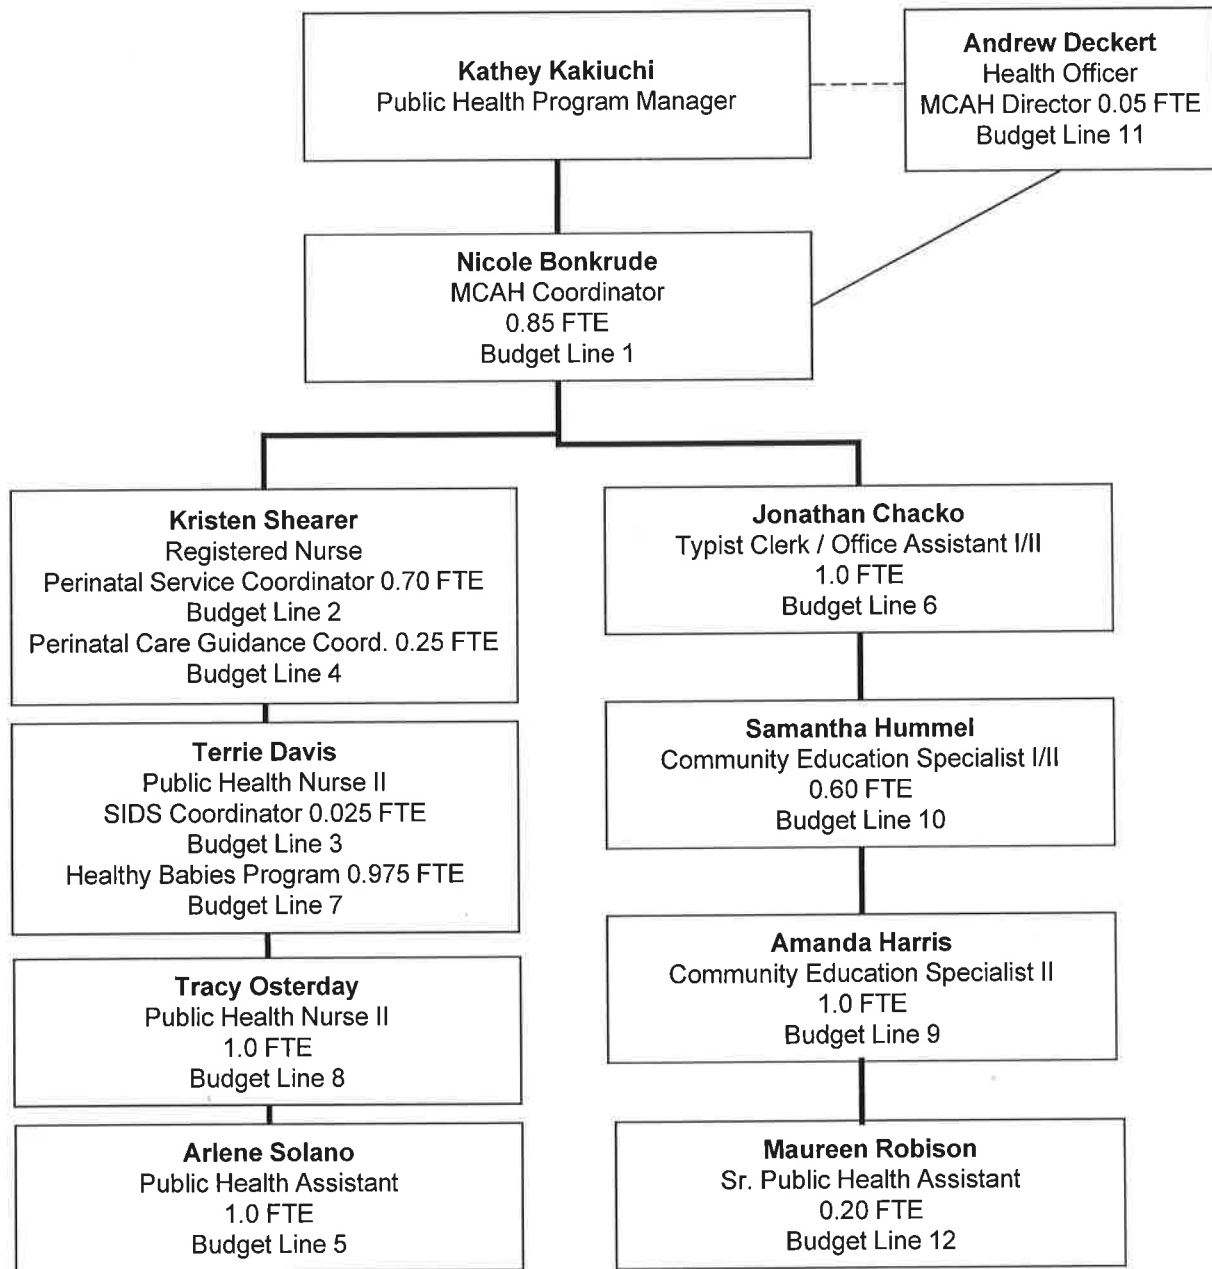 Kathey Kakiuchi
Public Health Program Manager
Andrew Deckert
Health Officer
MCAH Director 0.05 FTE
Budget Line 11
Nicole Bonkrude
MCAH Coordinator
0.85 FTE
Budget Line 1
Kristen Shearer
Registered Nurse
Perinatal Service Coordinator 0.70 FTE
Budget Line 2
Perinatal Care Guidance Coord. 0.25 FTE
Budget Line 4
Terrie Davis
Public Health Nurse II
SIDS Coordinator 0.025 FTE
Budget Line 3
Healthy Babies Program 0.975 FTE
Budget Line 7
Tracy Osterday
Public Health Nurse II
1.0 FTE
Budget Line 8
Arlene Solano
Public Health Assistant
1.0 FTE
Budget Line 5
Jonathan Chacko
Typist Clerk / Office Assistant I/II
1.0 FTE
Budget Line 6
Samantha Hummel
Community Education Specialist I/II
0.60 FTE
Budget Line 10
Amanda Harris
Community Education Specialist II
1.0 FTE
Budget Line 9
Maureen Robison
Sr. Public Health Assistant
0.20 FTE
Budget Line 12